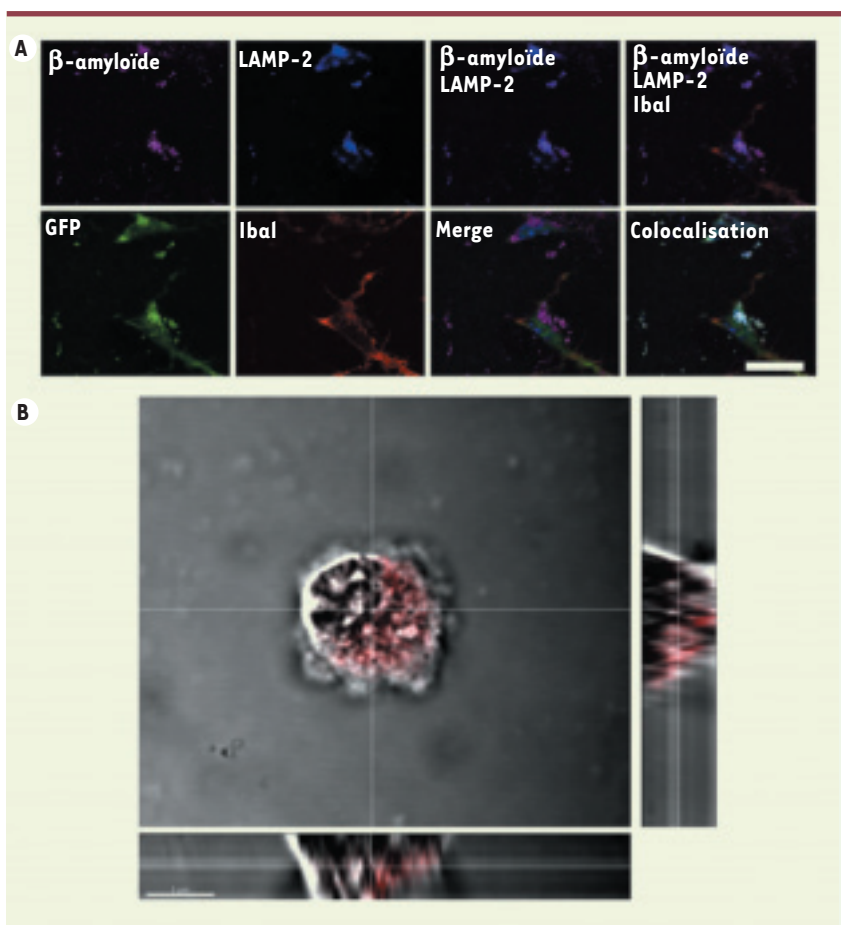 A
β-amyloïde
LAMP-2
β-amyloïde
LAMP-2
β-amyloïde
LAMP-2
Ibal
GFP
Ibal
Merge
Colocalisation
B